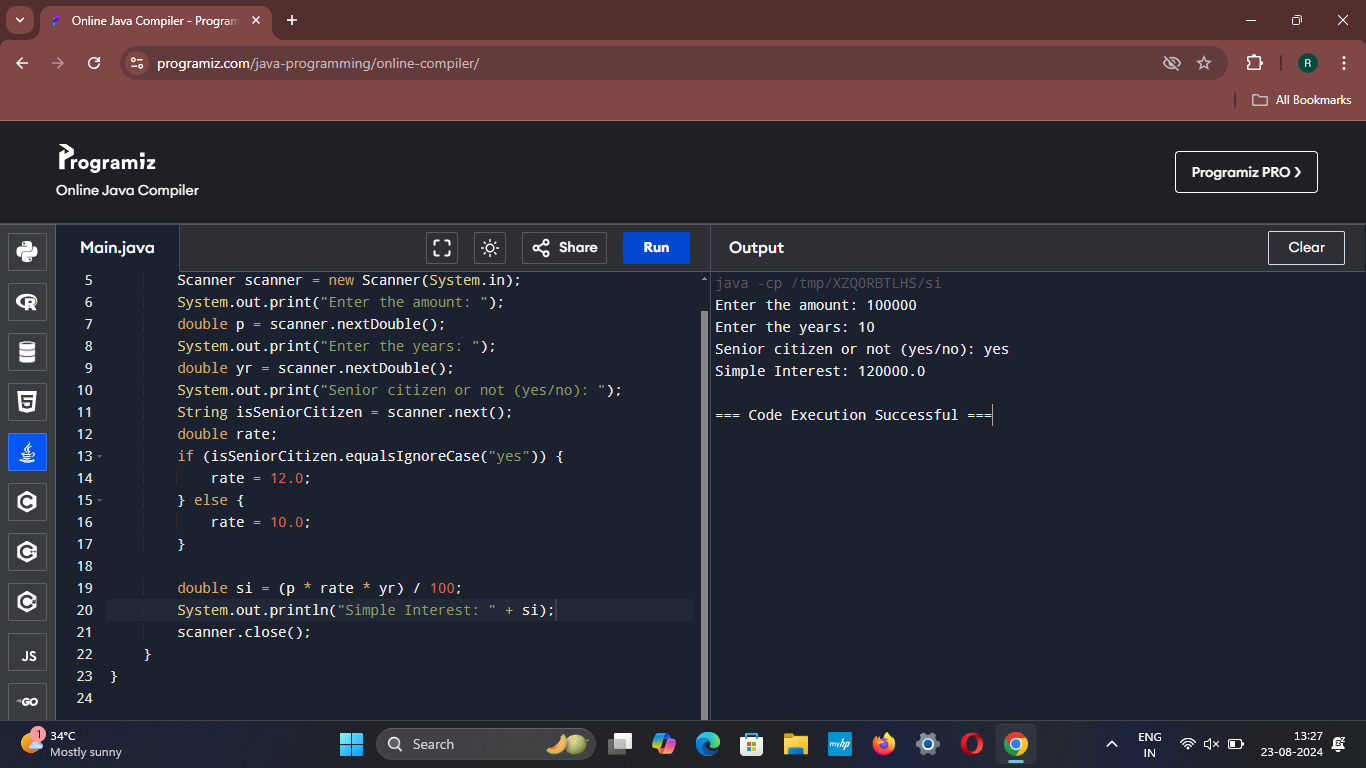 Online Java Compiler - Program
programiz.com/java-programming/online-compiler/
R
All Bookmarks
Programiz
Online Java Compiler
Programiz PRO ❯
Main.java
Share
Run
Output
Clear
5 Scanner scanner = new Scanner(System.in);
6 System.out.print("Enter the amount: ");
7 double p = scanner.nextDouble();
8 System.out.print("Enter the years: ");
9 double yr = scanner.nextDouble();
10 System.out.print("Senior citizen or not (yes/no): ");
11 String isSeniorCitizen = scanner.next();
12 double rate;
13 if (isSeniorCitizen.equalsIgnoreCase("yes")) {
14 rate = 12.0;
15 } else {
16 rate = 10.0;
17 }
18
19 double si = (p * rate * yr) / 100;
20 System.out.println("Simple Interest: " + si);
21 scanner.close();
22 }
23 }
24
java -cp /tmp/XZQORBTLHS/si
Enter the amount: 100000
Enter the years: 10
Senior citizen or not (yes/no): yes
Simple Interest: 120000.0
=== Code Execution Successful ===
R
5
C
C
C
JS
GO
1
34°C
Mostly sunny
Search
myhp
ENG
IN
13:27
23-08-2024